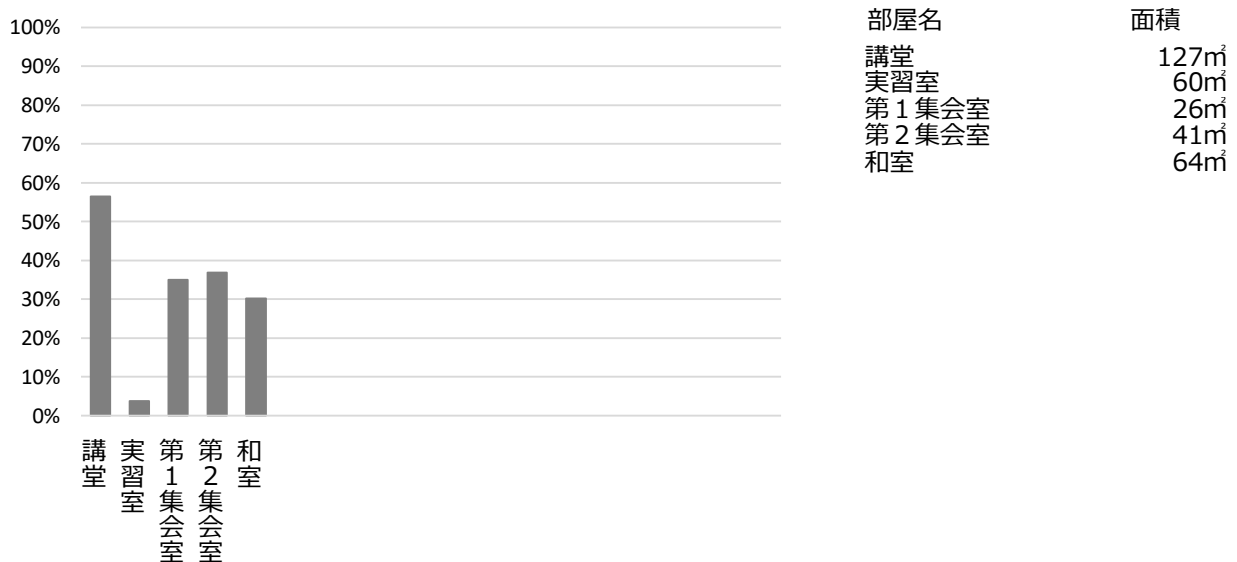 100%
90%
80%
70%
60%
50%
40%
30%
20%
10%
0%
講堂
実習室
第1集会室
第2集会室
和室
部屋名 面積
講堂 127㎡
実習室 60㎡
第1集会室 26㎡
第2集会室 41㎡
和室 64㎡